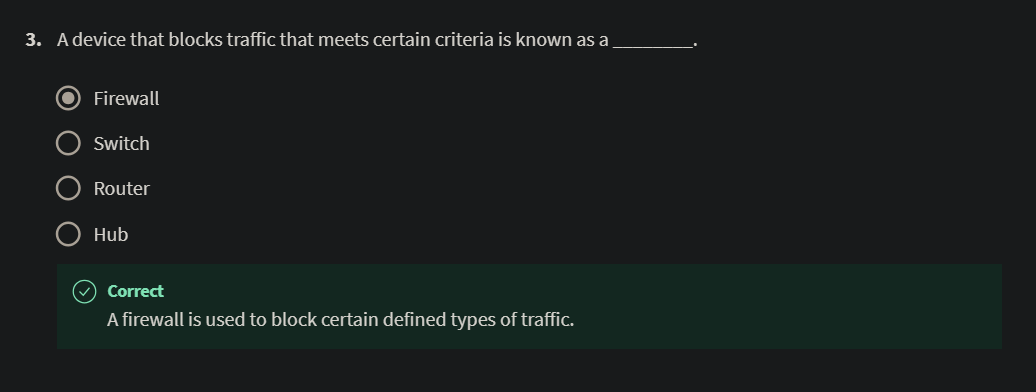 3. A device that blocks traffic that meets certain criteria is known as a ________.
Firewall
Switch
Router
Hub
Correct
A firewall is used to block certain defined types of traffic.